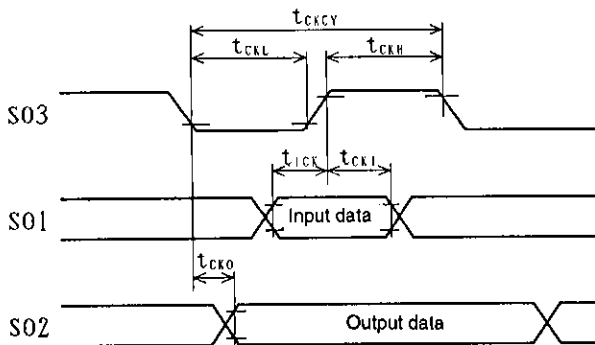 tCKCY
tCKL tCKH
S03
tICK tCKI
S01 Input data
tCKO
S02 Output data